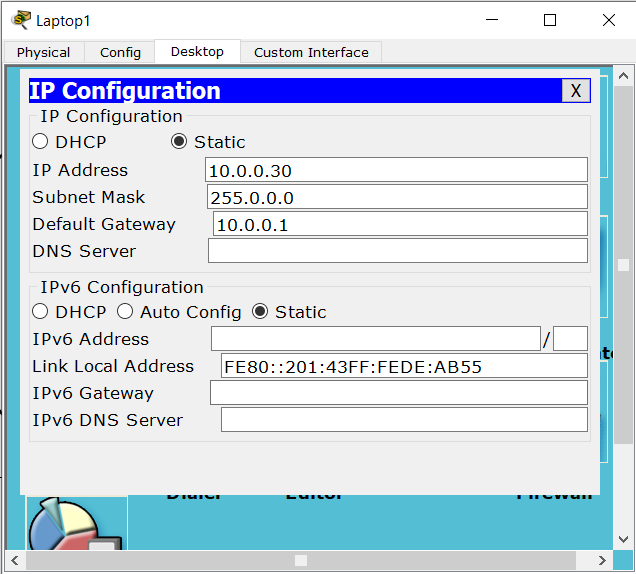 Laptop1
Physical Config Desktop Custom Interface
IP Configuration X
IP Configuration
DHCP Static
IP Address 10.0.0.30
Subnet Mask 255.0.0.0
Default Gateway 10.0.0.1
DNS Server
IPv6 Configuration
DHCP Auto Config Static
IPv6 Address /
Link Local Address FE80::201:43FF:FEDE:AB55
IPv6 Gateway
IPv6 DNS Server
Dialer Editor Firewall